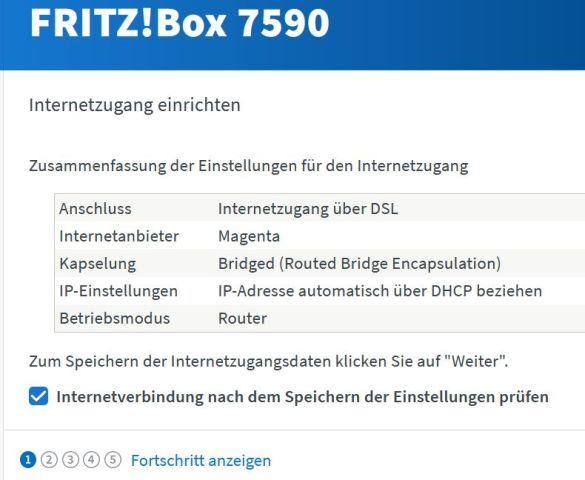 FRITZ!Box 7590
Internetzugang einrichten
Zusammenfassung der Einstellungen für den Internetzugang
Anschluss Internetzugang über DSL
Internetanbieter Magenta
Kapselung Bridged (Routed Bridge Encapsulation)
IP-Einstellungen IP-Adresse automatisch über DHCP beziehen
Betriebsmodus Router
Zum Speichern der Internetzugangsdaten klicken Sie auf "Weiter".
Internetverbindung nach dem Speichern der Einstellungen prüfen
1 2 3 4 5 Fortschritt anzeigen